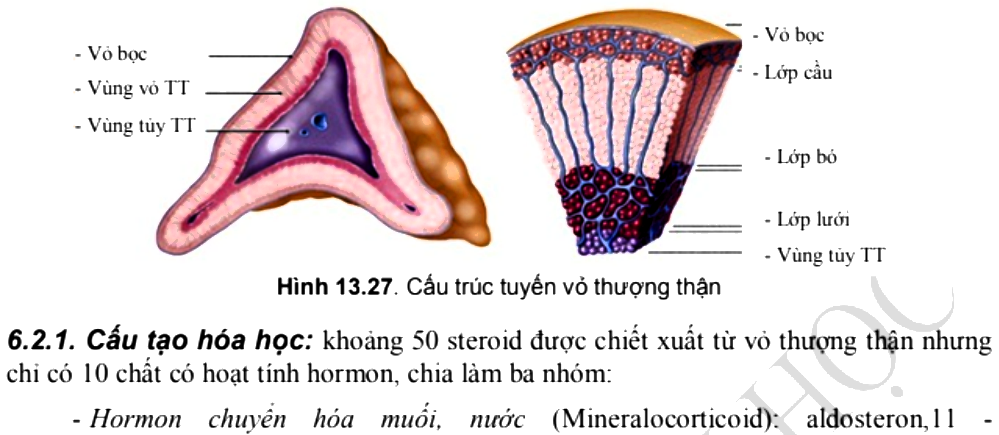 - Vỏ bọc
- Vùng vỏ TT
- Vùng tủy TT
- Vỏ bọc
- Lớp cầu
- Lớp bó
- Lớp lưới
- Vùng tủy TT
Hình 13.27. Cấu trúc tuyến vỏ thượng thận
6.2.1. Cấu tạo hóa học: khoảng 50 steroid được chiết xuất từ vỏ thượng thận nhưng
chỉ có 10 chất có hoạt tính hormon, chia làm ba nhóm:
- Hormon chuyển hóa muối, nước (Mineralocorticoid): aldosteron,11 -
HỌC